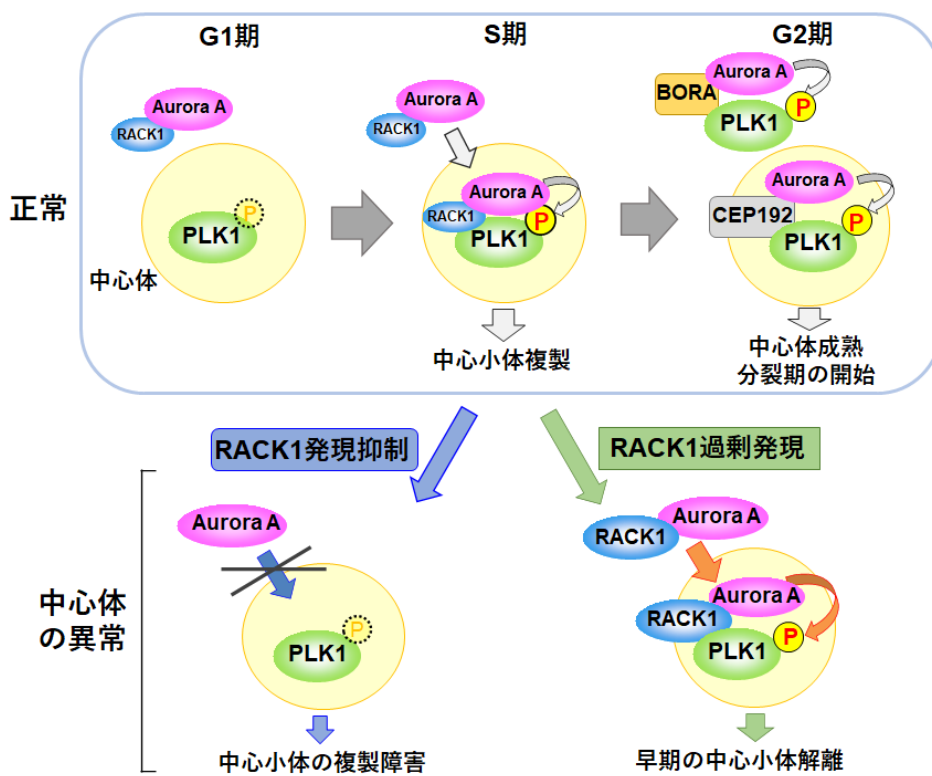 G1期
S期
G2期
Aurora A
RACK1
P
PLK1
中心体
正常
Aurora A
RACK1
Aurora A
RACK1
P
PLK1
中心小体複製
BORA
Aurora A
P
PLK1
Aurora A
CEP192
P
PLK1
中心体成熟
分裂期の開始
RACK1発現抑制
RACK1過剰発現
中心体
の異常
Aurora A
P
PLK1
中心小体の複製障害
RACK1
Aurora A
Aurora A
RACK1
P
PLK1
早期の中心小体解離